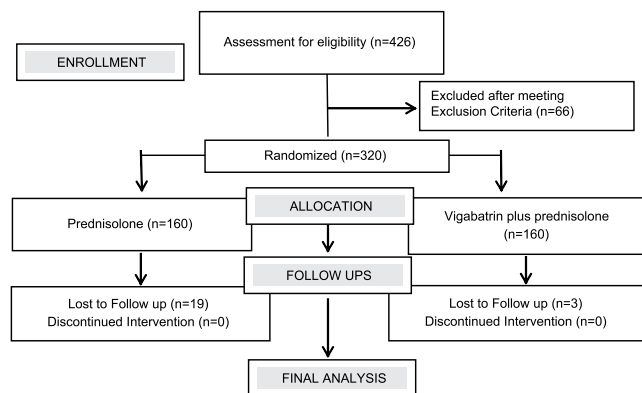 Assessment for eligibility (n=426)
ENROLLMENT
Excluded after meeting
Exclusion Criteria (n=66)
Randomized (n=320)
Prednisolone (n=160)
ALLOCATION
Vigabatrin plus prednisolone
(n=160)
FOLLOW UPS
Lost to Follow up (n=19)
Discontinued Intervention (n=0)
Lost to Follow up (n=3)
Discontinued Intervention (n=0)
FINAL ANALYSIS